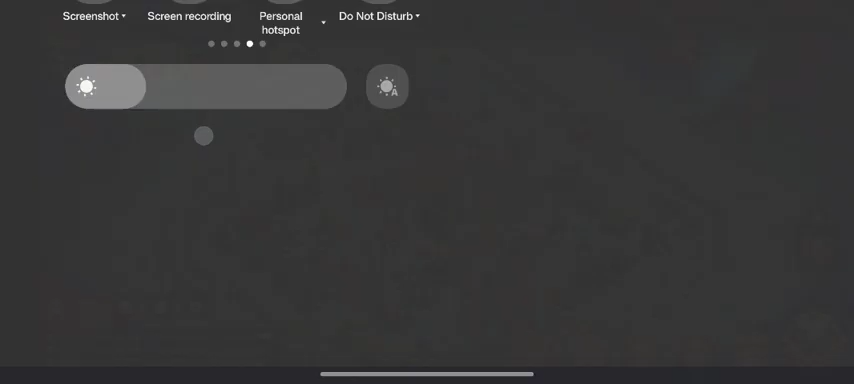 Screenshot
Screen recording
Personal
hotspot
Do Not Disturb
A